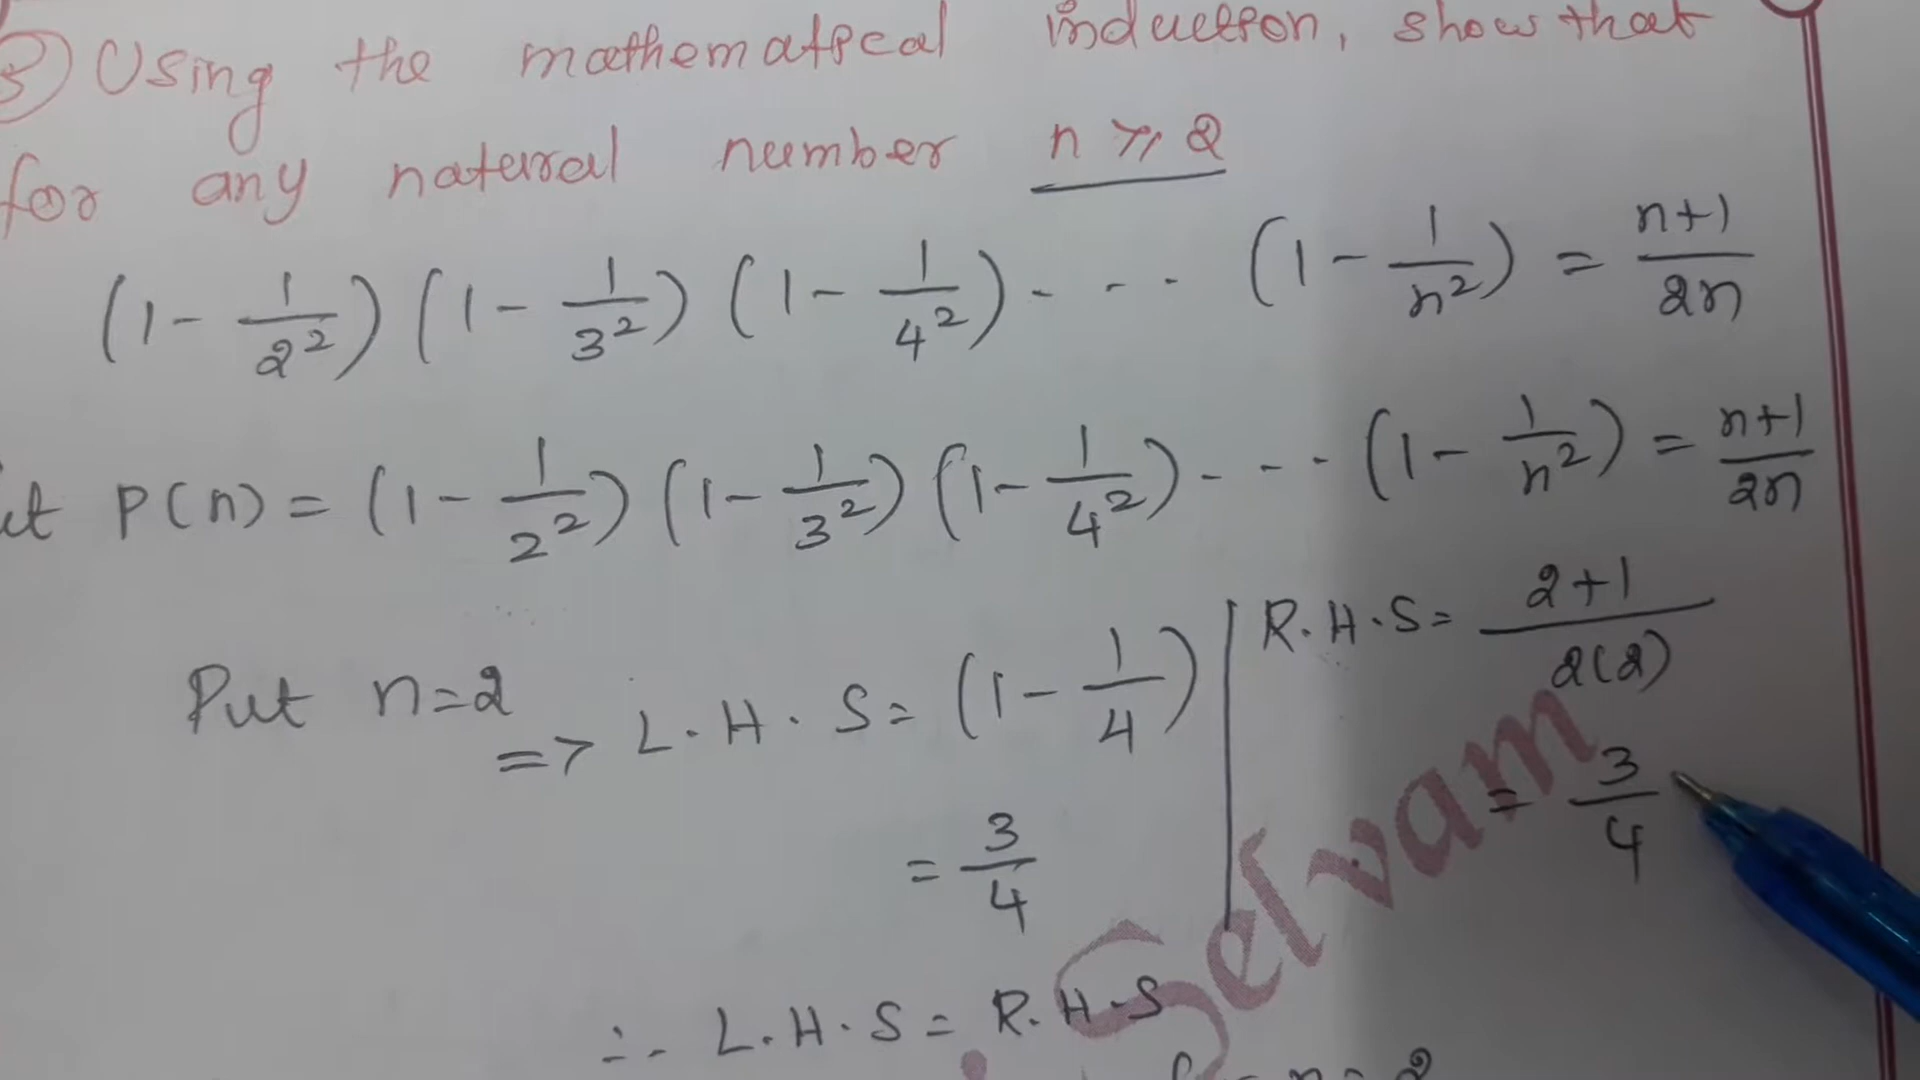 5) Using the mathematical induction, show that
for any natural number n ≥ 2
(1 - 1/2²) (1 - 1/3²) (1 - 1/4²) - - - (1 - 1/n²) = n+1/2n
P(n) = (1 - 1/2²) (1 - 1/3²) (1 - 1/4²) - - - (1 - 1/n²) = n+1/2n
Put n=2
=> L.H.S = (1 - 1/4)
= 3/4
R.H.S = 2+1/2(2)
= 3/4
∴ L.H.S = R.H.S
n = 2
Selvam